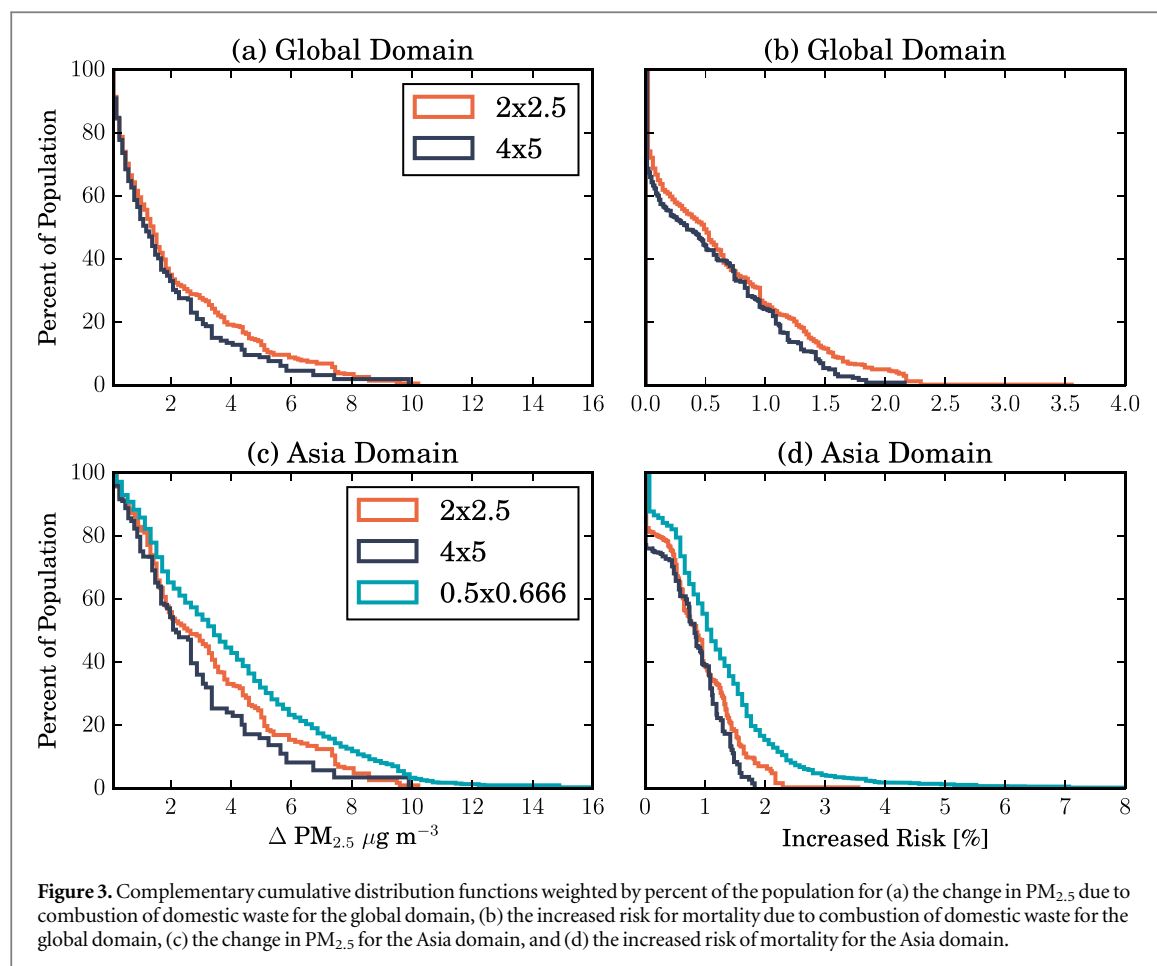 (a) Global Domain
(b) Global Domain
Percent of Population
100
80
60
40
20
0
2x2.5
4x5
2 4 6 8 10 12 14 16
0.0 0.5 1.0 1.5 2.0 2.5 3.0 3.5 4.0
(c) Asia Domain
(d) Asia Domain
Percent of Population
100
80
60
40
20
0
2x2.5
4x5
0.5x0.666
2 4 6 8 10 12 14 16
0 1 2 3 4 5 6 7 8
Δ PM₂.₅ μg m⁻³
Increased Risk [%]
Figure 3. Complementary cumulative distribution functions weighted by percent of the population for (a) the change in PM₂.₅ due to
combustion of domestic waste for the global domain, (b) the increased risk for mortality due to combustion of domestic waste for the
global domain, (c) the change in PM₂.₅ for the Asia domain, and (d) the increased risk of mortality for the Asia domain.